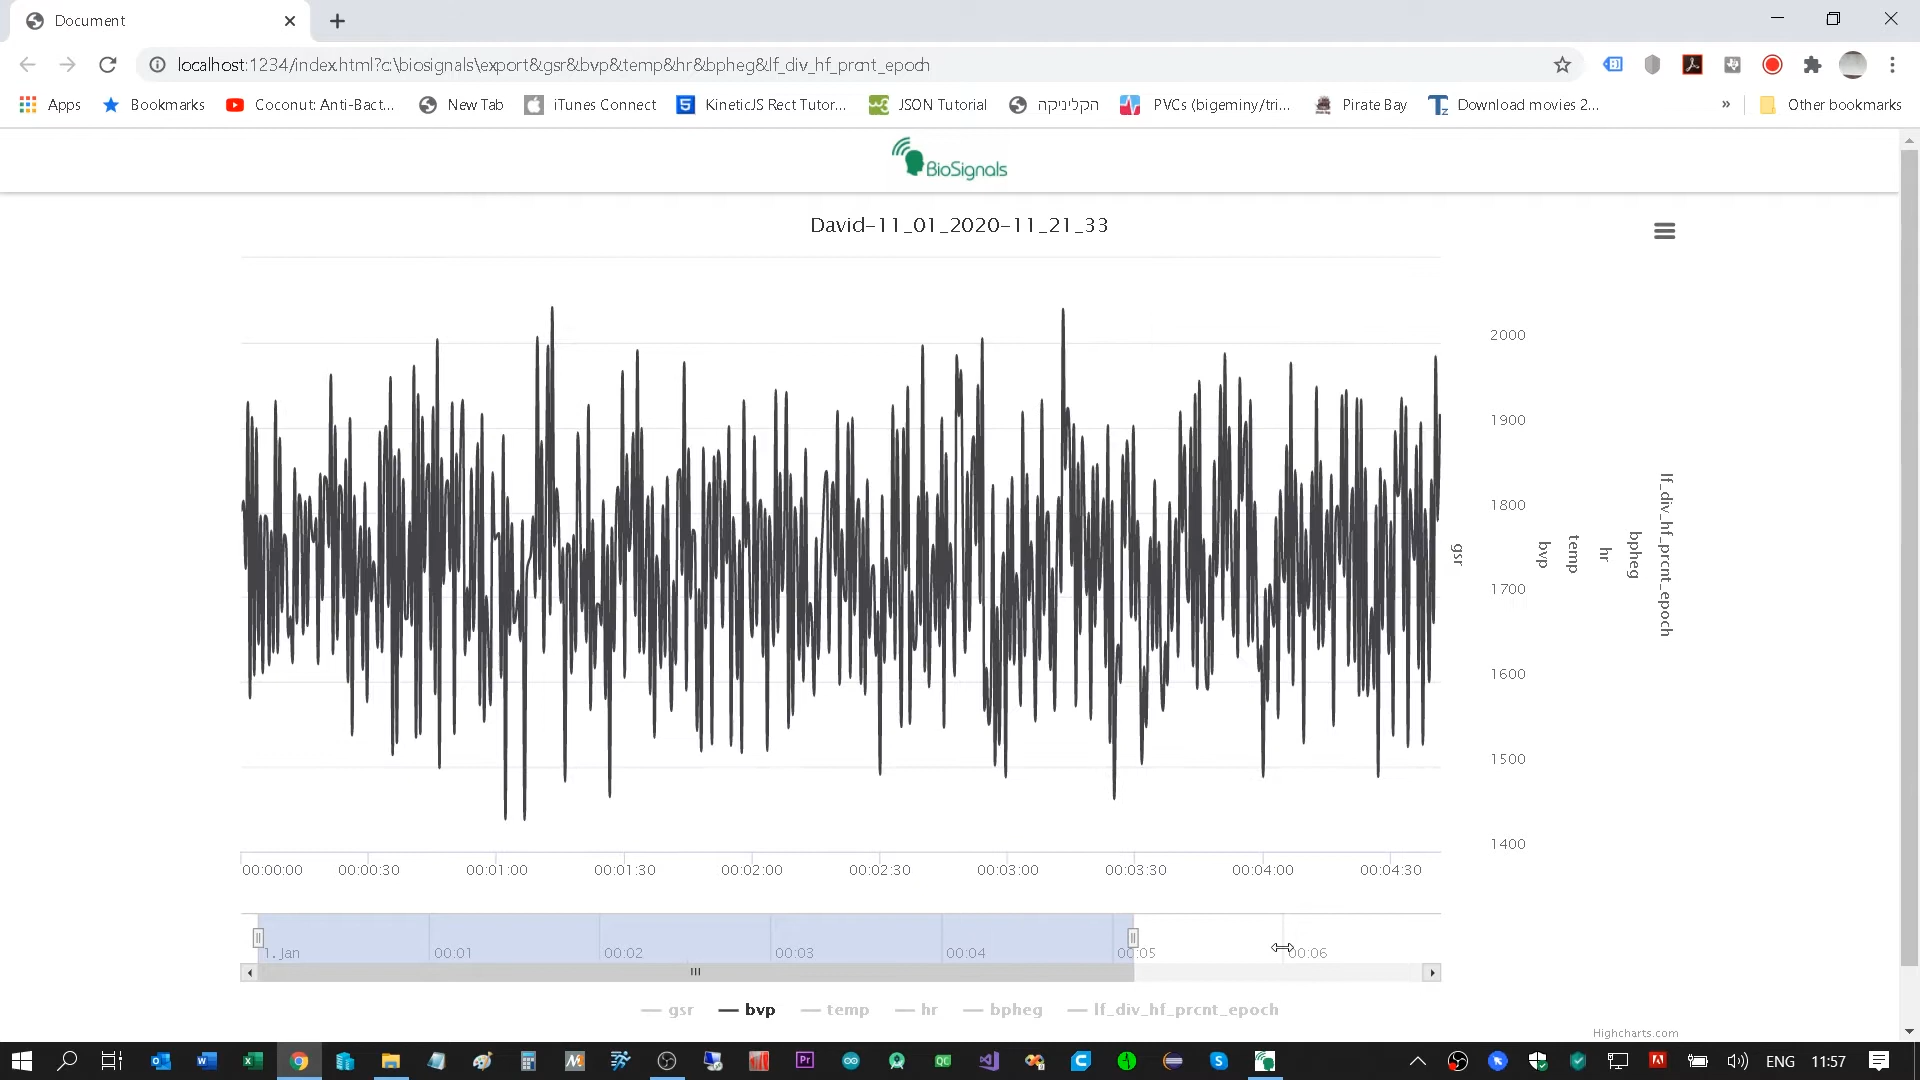 Document
localhost:1234/index.html?c:\biosignals\export&gsr&bvp&temp&hr&bpheg&lf_div_hf_prcnt_epoch
Apps Bookmarks Coconut: Anti-Bact... New Tab iTunes Connect KineticJS Rect Tutor... JSON Tutorial הקליניקה PVCs (bigeminy/tri... Pirate Bay Download movies 2... » Other bookmarks
BioSignals
David-11_01_2020-11_21_33
2000
1900
1800
1700
1600
1500
1400
gsr
bvp
temp
hr
bpheg
lf_div_hf_prcnt_epoch
00:00:00 00:00:30 00:01:00 00:01:30 00:02:00 00:02:30 00:03:00 00:03:30 00:04:00 00:04:30
1. Jan 00:01 00:02 00:03 00:04 00:05 00:06
gsr bvp temp hr bpheg lf_div_hf_prcnt_epoch
Highcharts.com
ENG 11:57